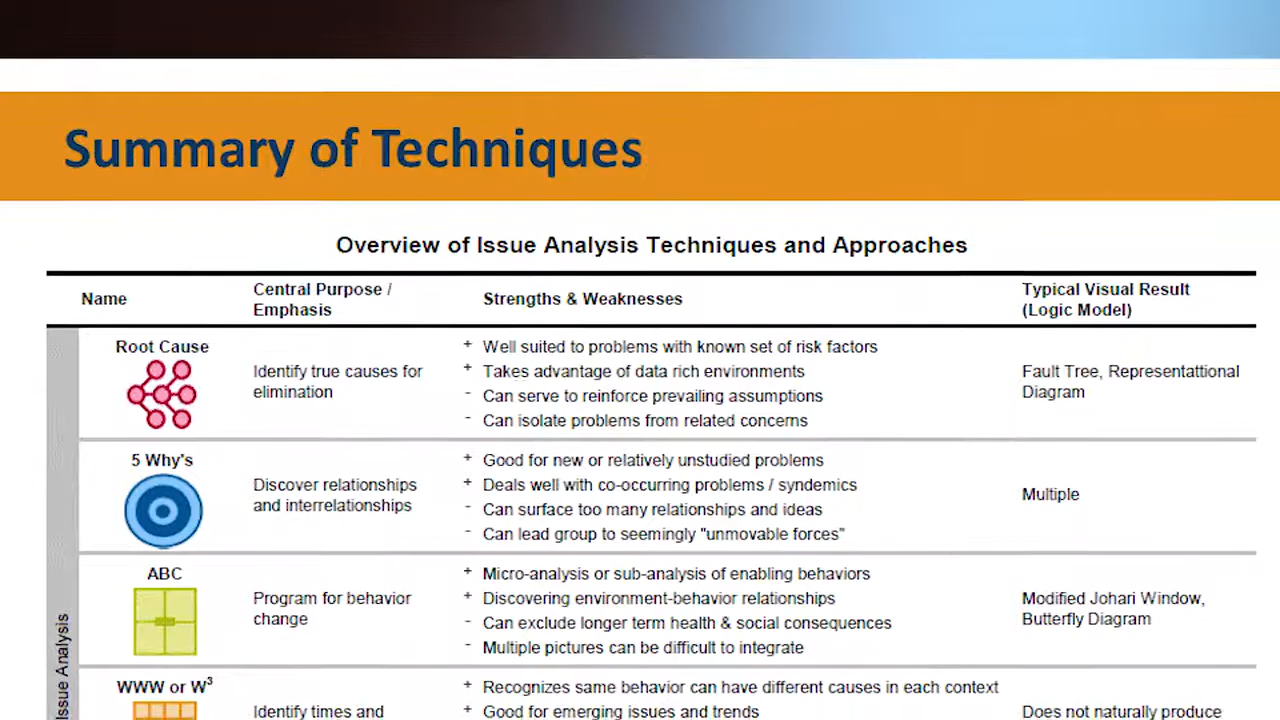 Summary of Techniques
Overview of Issue Analysis Techniques and Approaches
Name
Central Purpose /
Emphasis
Strengths & Weaknesses
Typical Visual Result
(Logic Model)
Issue Analysis
Root Cause
Identify true causes for
elimination
+ Well suited to problems with known set of risk factors
+ Takes advantage of data rich environments
- Can serve to reinforce prevailing assumptions
- Can isolate problems from related concerns
Fault Tree, Representattional
Diagram
5 Why's
Discover relationships
and interrelationships
+ Good for new or relatively unstudied problems
+ Deals well with co-occurring problems / syndemics
- Can surface too many relationships and ideas
- Can lead group to seemingly "unmovable forces"
Multiple
ABC
Program for behavior
change
+ Micro-analysis or sub-analysis of enabling behaviors
+ Discovering environment-behavior relationships
- Can exclude longer term health & social consequences
- Multiple pictures can be difficult to integrate
Modified Johari Window,
Butterfly Diagram
WWW or W³
Identify times and
+ Recognizes same behavior can have different causes in each context
+ Good for emerging issues and trends
Does not naturally produce